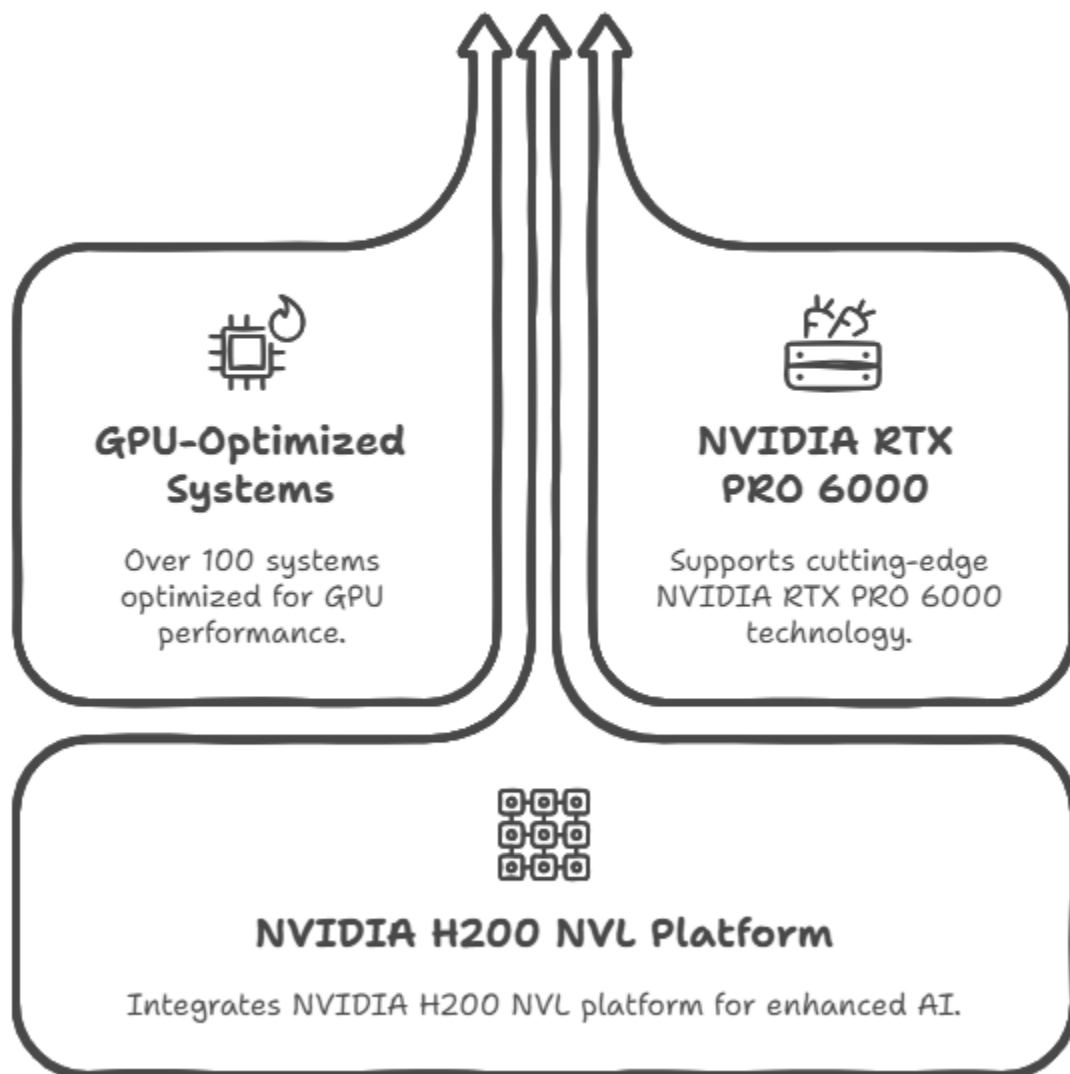 GPU-Optimized
Systems
Over 100 systems
optimized for GPU
performance.
NVIDIA RTX
PRO 6000
Supports cutting-edge
NVIDIA RTX PRO 6000
technology.
NVIDIA H200 NVL Platform
Integrates NVIDIA H200 NVL platform for enhanced AI.